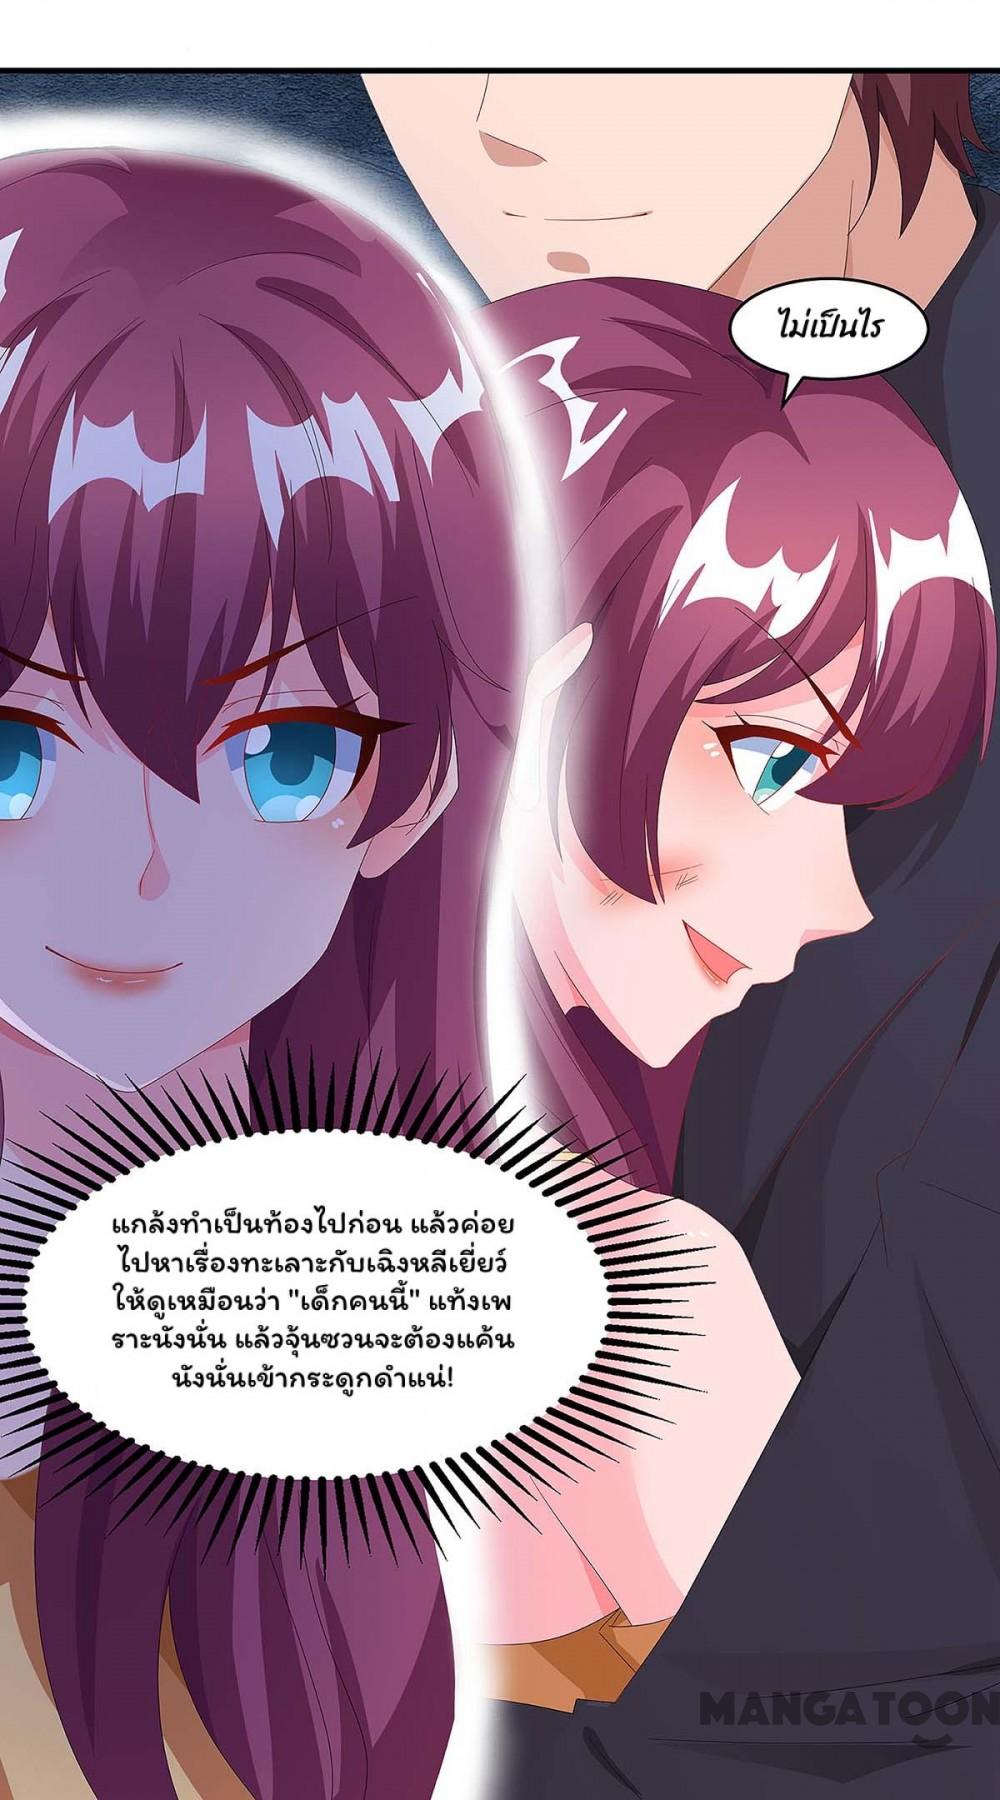 ไม่เป็นไร
แกล้งทำเป็นท้องไปก่อน แล้วค่อย
ไปหาเรื่องทะเลาะกับเฉิงหลีเยี่ยว์
ให้ดูเหมือนว่า "เด็กคนนี้" แท้งเพ
ราะนังนั่น แล้วจุ้นซวนจะต้องแค้น
นังนั่นเข้ากระดูกดำแน่!
MANGATOON